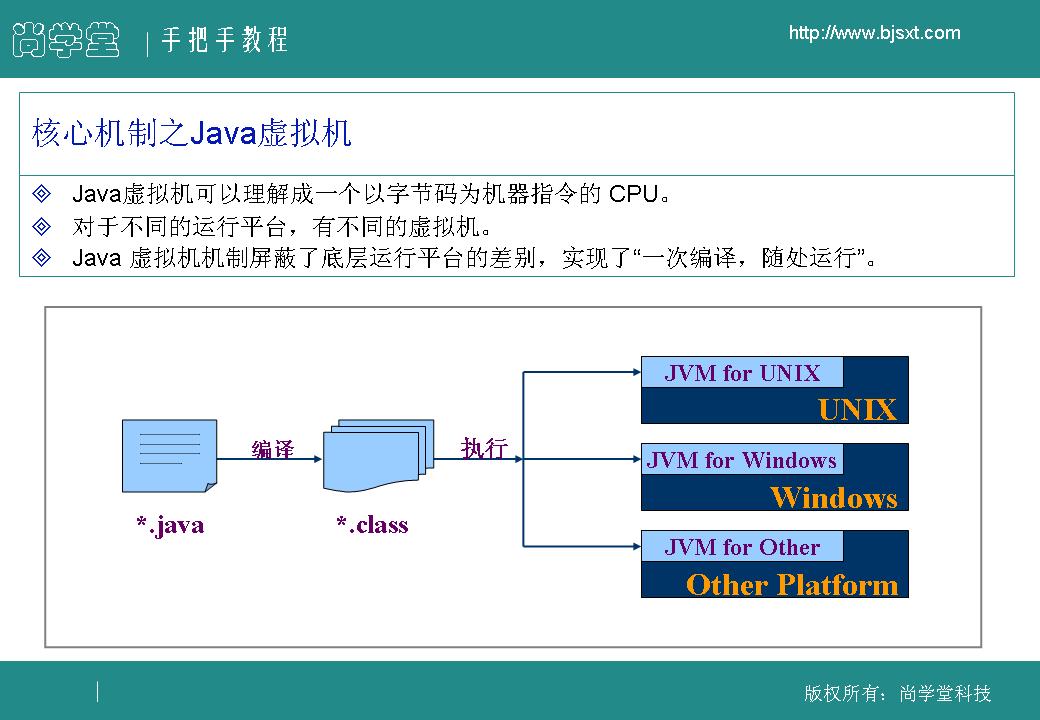 尚学堂 | 手把手教程
http://www.bjsxt.com
核心机制之Java虚拟机
Java虚拟机可以理解成一个以字节码为机器指令的 CPU。
对于不同的运行平台，有不同的虚拟机。
Java 虚拟机机制屏蔽了底层运行平台的差别，实现了“一次编译，随处运行”。
JVM for UNIX
UNIX
编译
执行
JVM for Windows
Windows
*.java
*.class
JVM for Other
Other Platform
版权所有：尚学堂科技